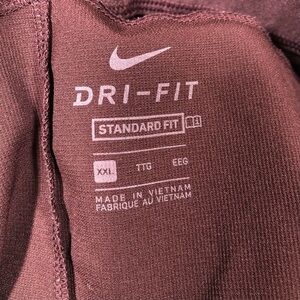 DRI-FIT
STANDARD FIT
XXL TTG EEG
MADE IN VIETNAM
FABRIQUE AU VIETNAM